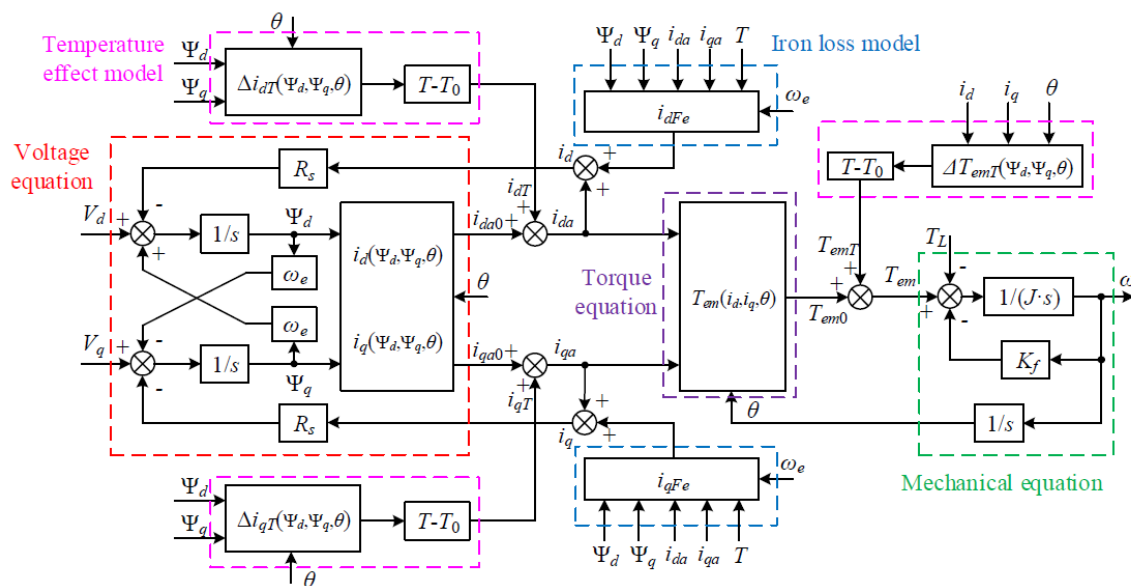 θ
Temperature
effect model
Ψd
Ψq
ΔidT(Ψd,Ψq,θ)
T-T0
Ψd Ψq ida iqa T
Iron loss model
idFe
ωe
id iq θ
T-T0
ΔTemT(Ψd,Ψq,θ)
Voltage
equation
Rs
id
+
+
idT
-
Vd
+
+
1/s
Ψd
ωe
id(Ψd,Ψq,θ)
ida0
+
+
ida
θ
Torque
equation
Tem(id,iq,θ)
TemT
+
+
Tem0
Tem
TL
-
+
-
1/(J·s)
ω
Kf
1/s
θ
Mechanical equation
ωe
-
Vq
+
-
1/s
Ψq
iq(Ψd,Ψq,θ)
iqa0
+
+
iqa
iqT
Rs
iq
+
+
iqFe
ωe
Ψd Ψq ida iqa T
Ψd
Ψq
ΔiqT(Ψd,Ψq,θ)
T-T0
θ